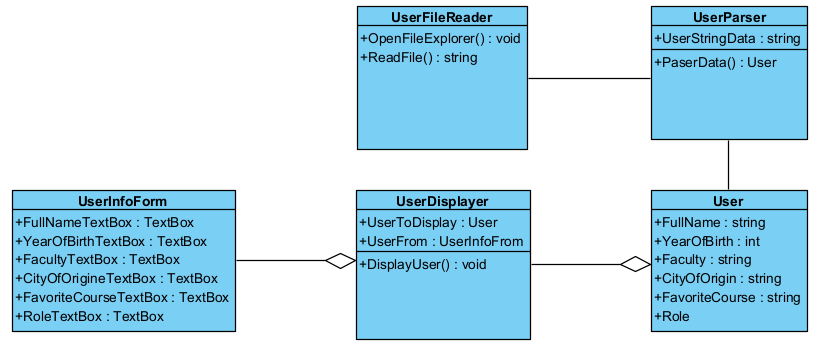 UserFileReader
+OpenFileExplorer() : void
+ReadFile() : string
UserParser
+UserStringData : string
+PaserData() : User
UserInfoForm
+FullNameTextBox : TextBox
+YearOfBirthTextBox : TextBox
+FacultyTextBox : TextBox
+CityOfOrigineTextBox : TextBox
+FavoriteCourseTextBox : TextBox
+RoleTextBox : TextBox
UserDisplayer
+UserToDisplay : User
+UserFrom : UserInfoFrom
+DisplayUser() : void
User
+FullName : string
+YearOfBirth : int
+Faculty : string
+CityOfOrigin : string
+FavoriteCourse : string
+Role